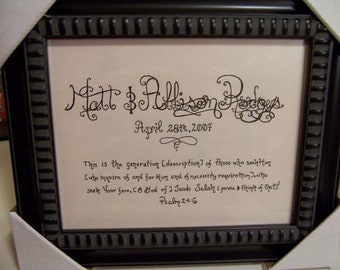 Matt & Allison Rodgers
April 28th, 2007
This is the generation [description] of those who seek Him
[who inquire of and for Him and of necessity require Him], who
seek Your face, [O God of] Jacob. Selah [pause & think of that]!
Psalm 24:6